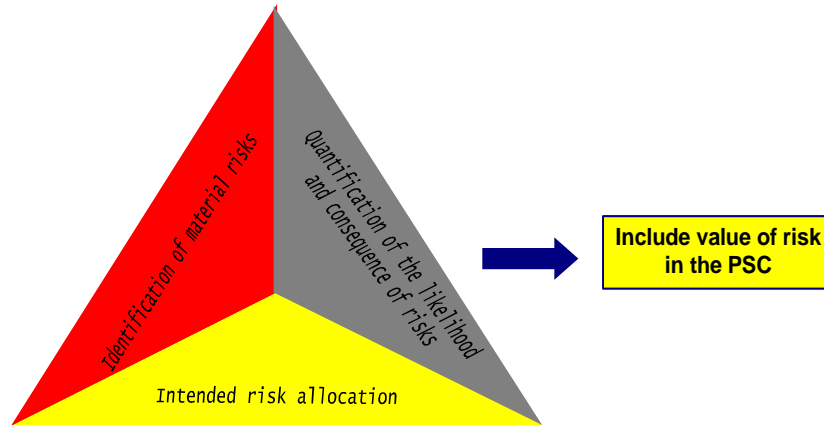 Identification of material risks
Quantification of the likelihood
and consequence of risks
Intended risk allocation
Include value of risk
in the PSC